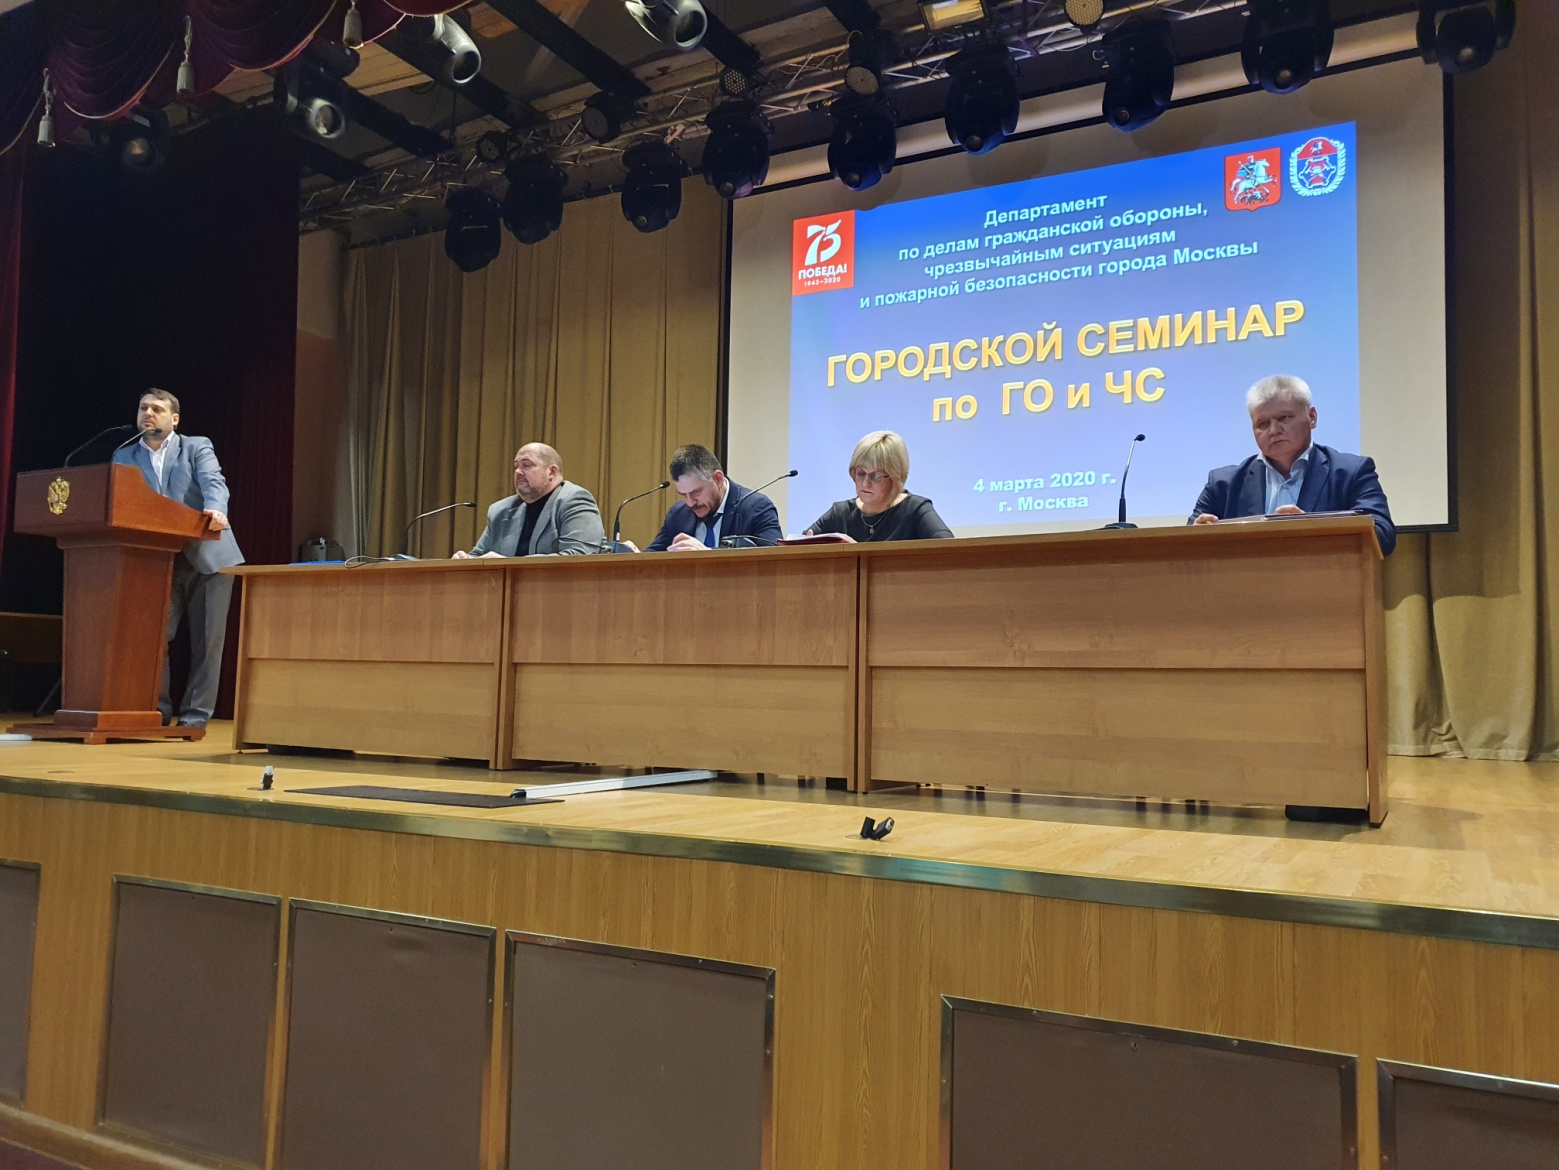 75
ПОБЕДА!
1945–2020
Департамент
по делам гражданской обороны,
чрезвычайным ситуациям
и пожарной безопасности города Москвы
ГОРОДСКОЙ СЕМИНАР
по ГО и ЧС
4 марта 2020 г.
г. Москва